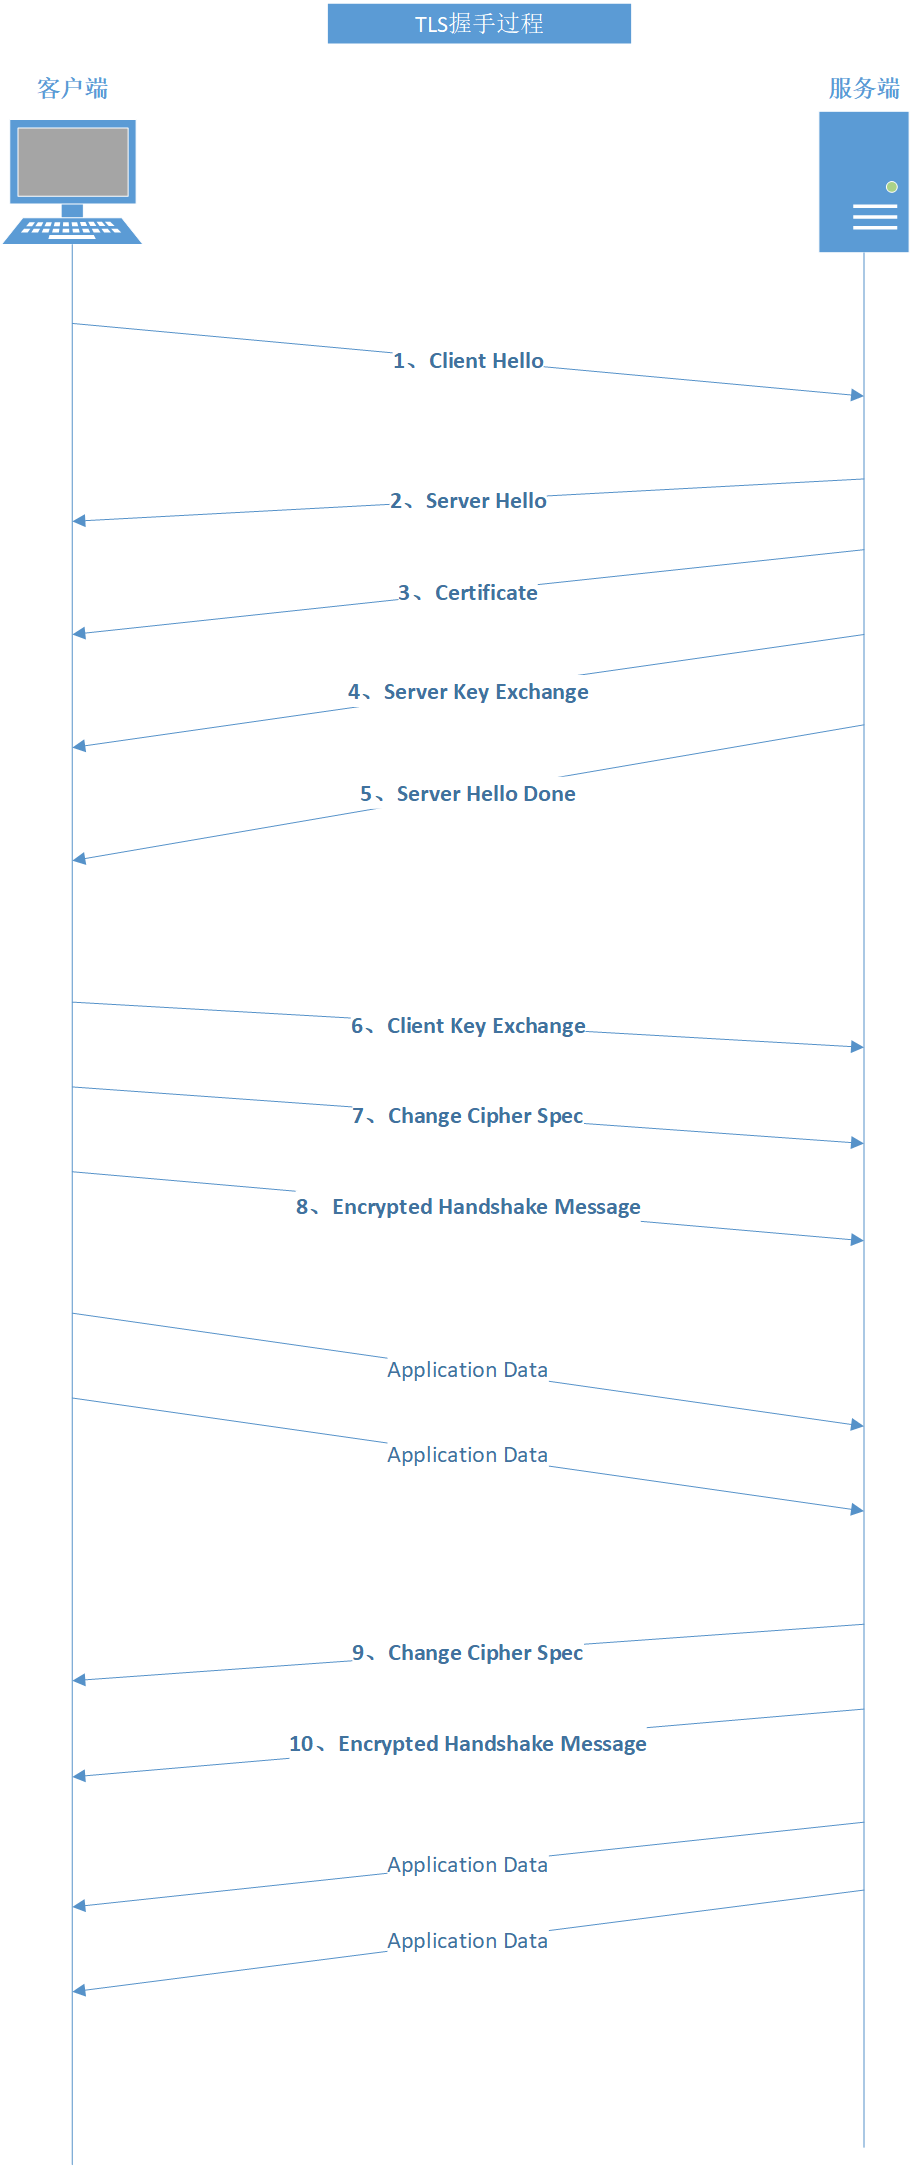 TLS握手过程
客户端
服务端
1、Client Hello
2、Server Hello
3、Certificate
4、Server Key Exchange
5、Server Hello Done
6、Client Key Exchange
7、Change Cipher Spec
8、Encrypted Handshake Message
Application Data
Application Data
9、Change Cipher Spec
10、Encrypted Handshake Message
Application Data
Application Data